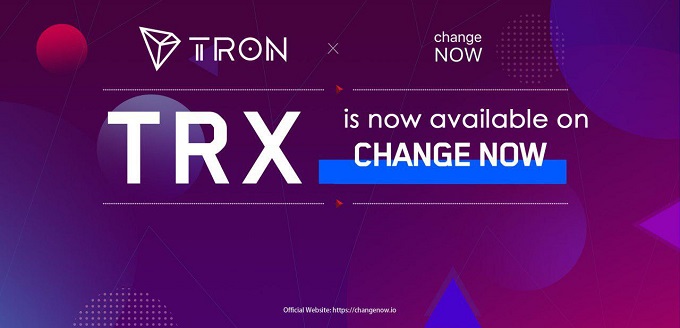 TRON × change
NOW
TRX is now available on
CHANGE NOW
Official Website: https://changenow.io